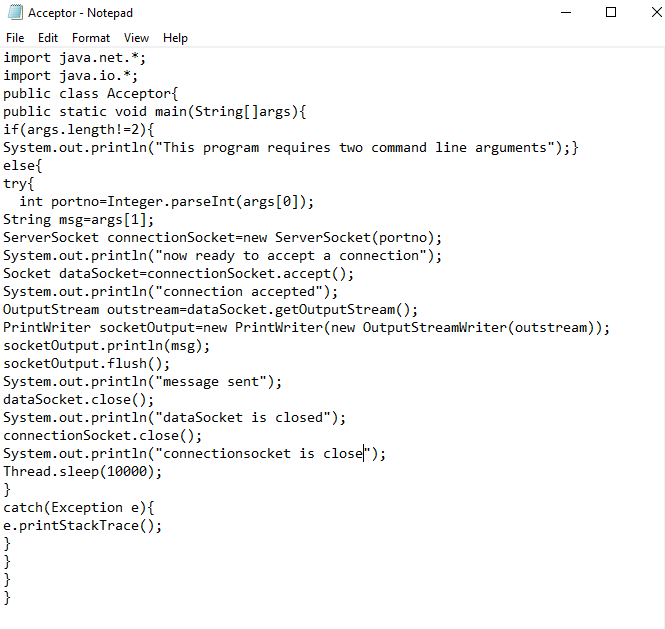 Acceptor - Notepad
File Edit Format View Help
import java.net.*;
import java.io.*;
public class Acceptor{
public static void main(String[]args){
if(args.length!=2){
System.out.println("This program requires two command line arguments");}
else{
try{
  int portno=Integer.parseInt(args[0]);
String msg=args[1];
ServerSocket connectionSocket=new ServerSocket(portno);
System.out.println("now ready to accept a connection");
Socket dataSocket=connectionSocket.accept();
System.out.println("connection accepted");
OutputStream outstream=dataSocket.getOutputStream();
PrintWriter socketOutput=new PrintWriter(new OutputStreamWriter(outstream));
socketOutput.println(msg);
socketOutput.flush();
System.out.println("message sent");
dataSocket.close();
System.out.println("dataSocket is closed");
connectionSocket.close();
System.out.println("connectionsocket is close");
Thread.sleep(10000);
}
catch(Exception e){
e.printStackTrace();
}
}
}
}